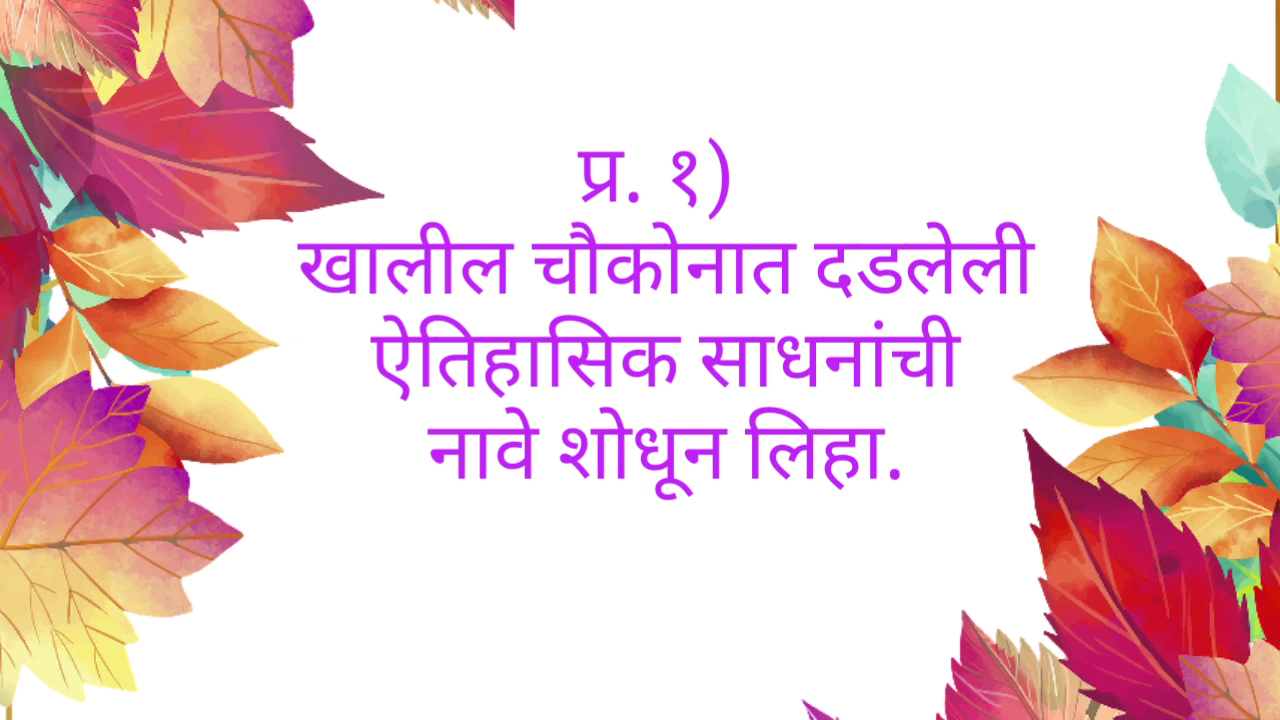 प्र. १)
खालील चौकोनात दडलेली
ऐतिहासिक साधनांची
नावे शोधून लिहा.